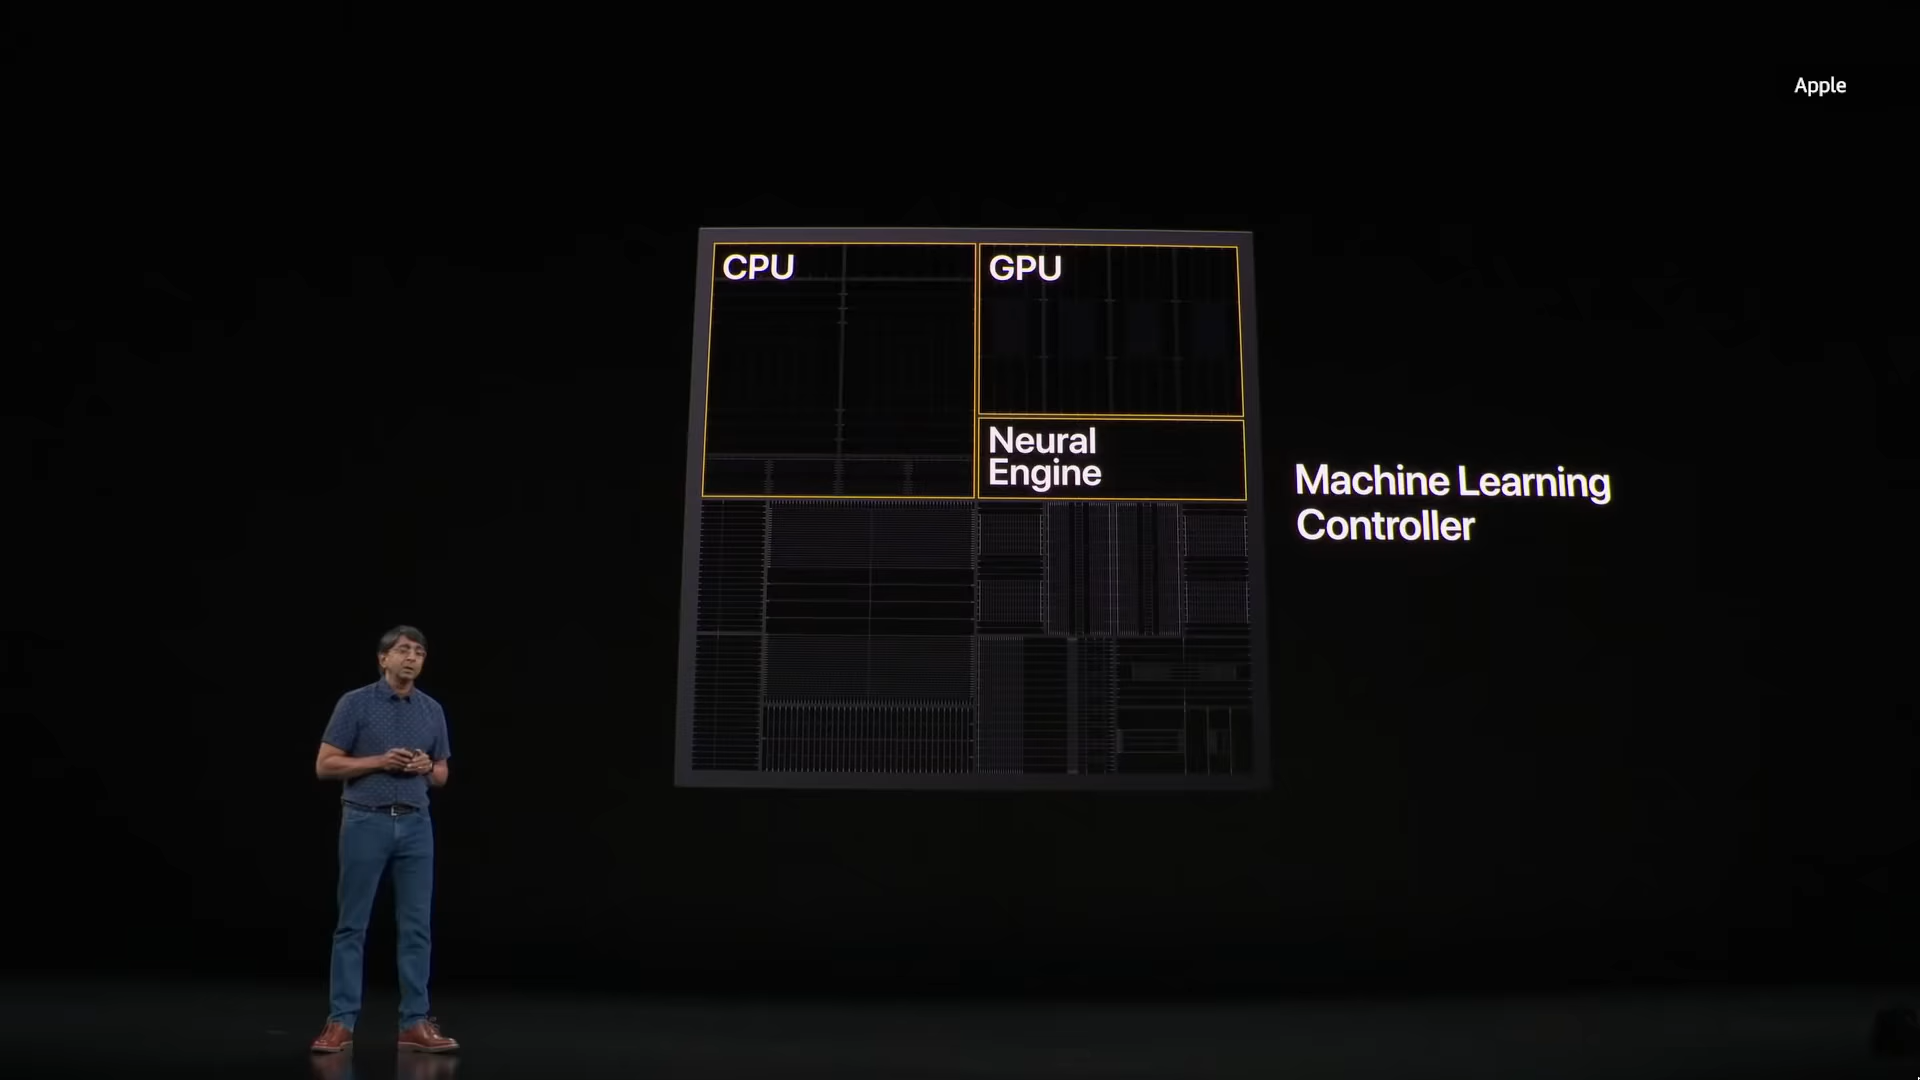 Apple
CPU
GPU
Neural
Engine
Machine Learning
Controller